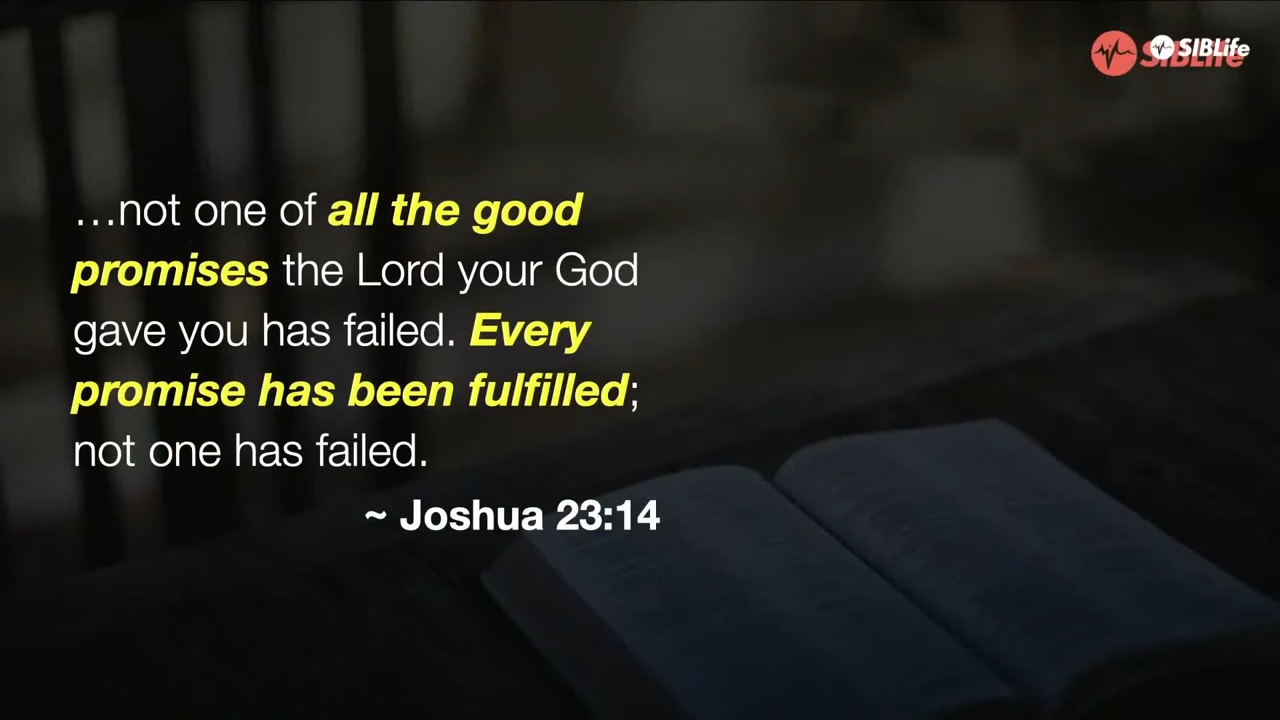 SIBLife
SIBLife
…not one of all the good
promises the Lord your God
gave you has failed. Every
promise has been fulfilled;
not one has failed.
~ Joshua 23:14